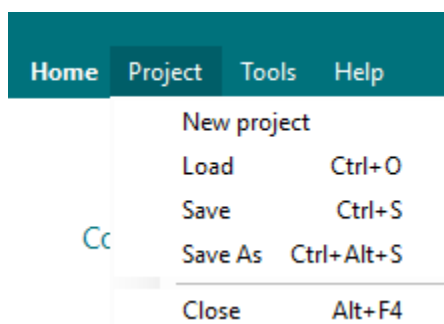 Home Project Tools Help
New project
Load Ctrl+O
Save Ctrl+S
Save As Ctrl+Alt+S
Close Alt+F4